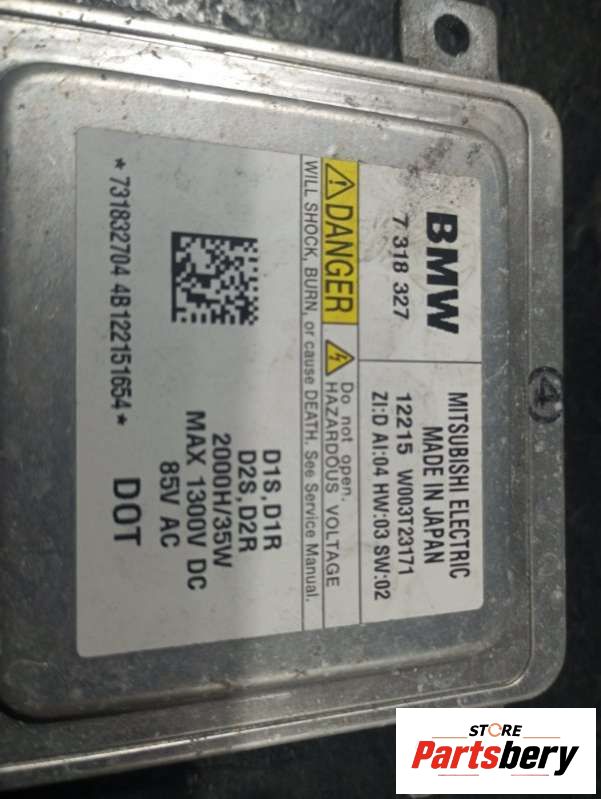 BMW
7 318 327
MITSUBISHI ELECTRIC
MADE IN JAPAN
12215 W003T23171
ZI:D AI:04 HW:03 SW:02
DANGER
Do not open.
HAZARDOUS VOLTAGE
WILL SHOCK, BURN, or cause DEATH. See Service Manual.
D1S,D1R
D2S,D2R
2000H/35W
MAX 1300V DC
85V AC
*731832704 4B122151654*
DOT
(4)
STORE
Partsbery